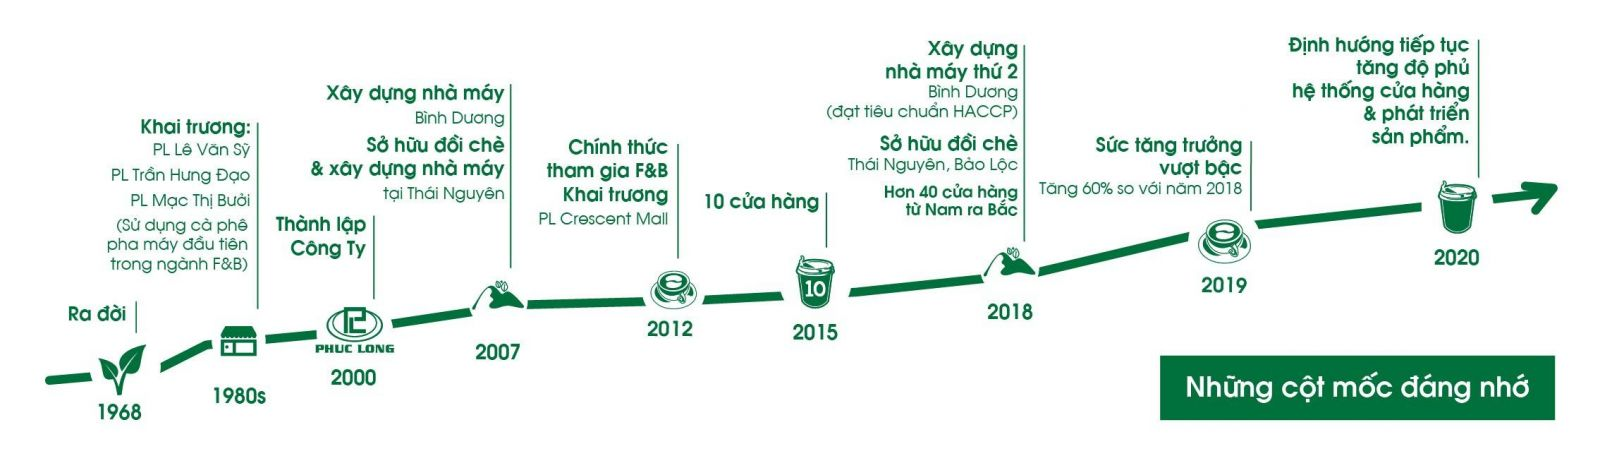 Ra đời
1968
Khai trương:
PL Lê Văn Sỹ
PL Trần Hưng Đạo
PL Mạc Thị Bưởi
(Sử dụng cà phê
pha máy đầu tiên
trong ngành F&B)
1980s
Thành lập
Công Ty
PHUC LONG
2000
Xây dựng nhà máy
Bình Dương
Sở hữu đồi chè
& xây dựng nhà máy
tại Thái Nguyên
2007
Chính thức
tham gia F&B
Khai trương
PL Crescent Mall
2012
10 cửa hàng
10
2015
Xây dựng
nhà máy thứ 2
Bình Dương
(đạt tiêu chuẩn HACCP)
Sở hữu đồi chè
Thái Nguyên, Bảo Lộc
Hơn 40 cửa hàng
từ Nam ra Bắc
2018
Sức tăng trưởng
vượt bậc
Tăng 60% so với năm 2018
2019
Định hướng tiếp tục
tăng độ phủ
hệ thống cửa hàng
& phát triển
sản phẩm.
2020
Những cột mốc đáng nhớ